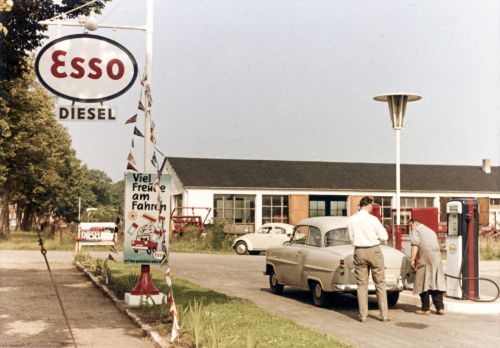 Esso
DIESEL
Viel
Freude
am
Fahren
DIESEL